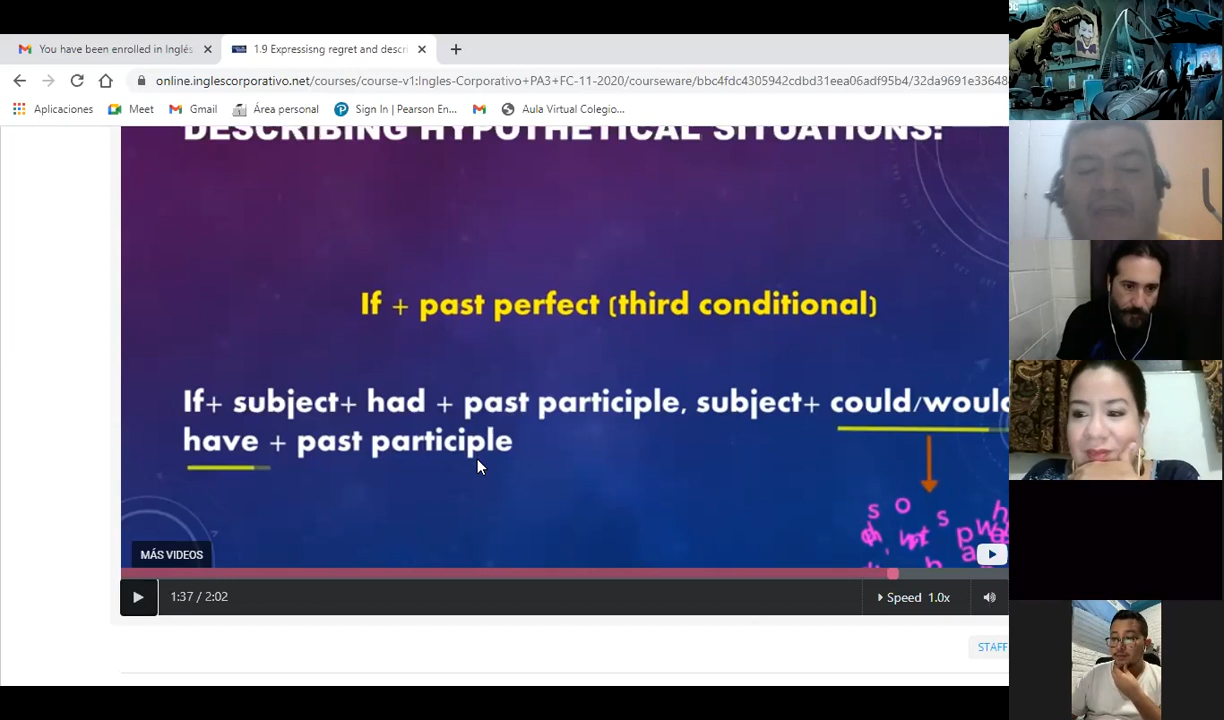 You have been enrolled in Inglés
1.9 Expressisng regret and descri
online.inglescorporativo.net/courses/course-v1:Ingles-Corporativo+PA3+FC-11-2020/courseware/bbc4fdc4305942cdbd31eea06adf95b4/32da9691e33648
Aplicaciones
Meet
Gmail
Área personal
Sign In | Pearson En...
Aula Virtual Colegio...
DESCRIBING HYPOTHETICAL SITUATIONS:
If + past perfect (third conditional)
If+ subject+ had + past participle, subject+ could/would
have + past participle
MÁS VIDEOS
1:37 / 2:02
Speed 1.0x
STAFF